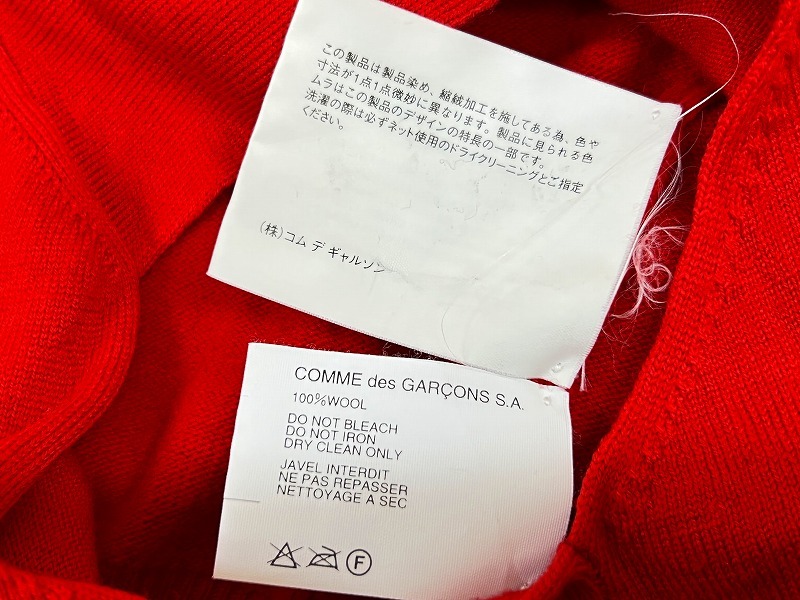 この製品は製品染め、縮絨加工を施してある為、色や
寸法が1点1点微妙に異なります。製品に見られる色
ムラはこの製品のデザインの特長の一部です。
洗濯の際は必ずネット使用のドライクリーニングとご指定
ください。
(株)コム デ ギャルソン
COMME des GARÇONS S.A.
100%WOOL
DO NOT BLEACH
DO NOT IRON
DRY CLEAN ONLY
JAVEL INTERDIT
NE PAS REPASSER
NETTOYAGE A SEC
F